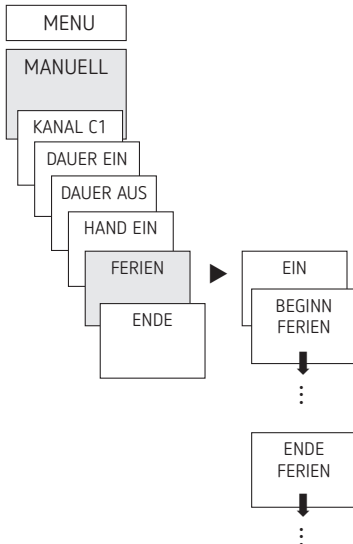 MENU
MANUELL
KANAL C1
DAUER EIN
DAUER AUS
HAND EIN
FERIEN
ENDE
EIN
BEGINN
FERIEN
ENDE
FERIEN